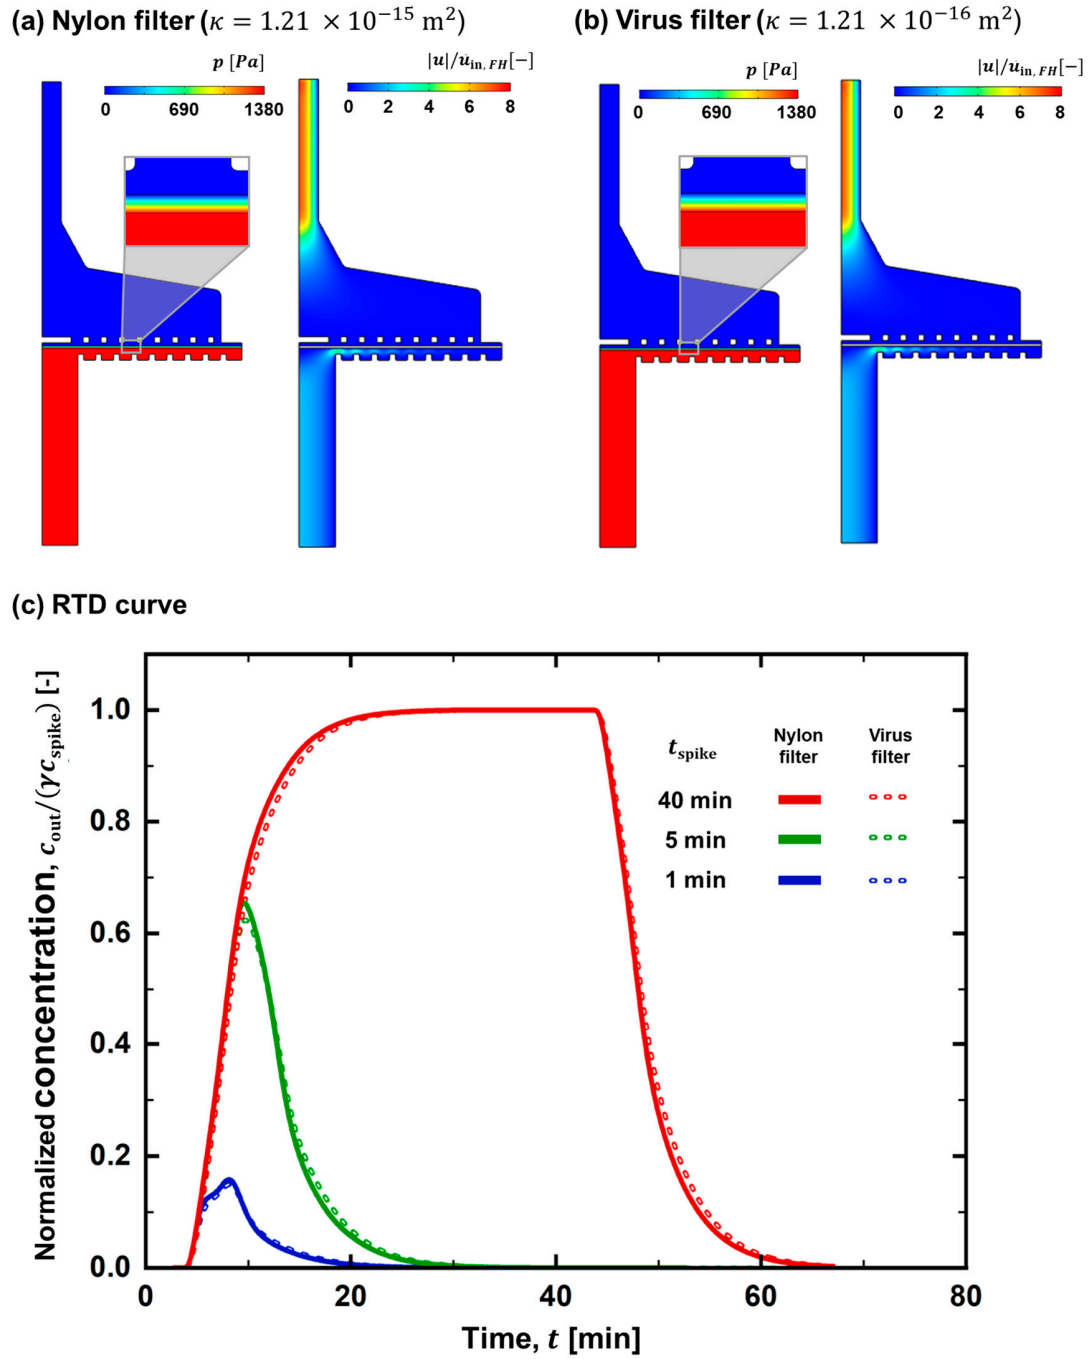 (a) Nylon filter (κ = 1.21 × 10⁻¹⁵ m²)
(b) Virus filter (κ = 1.21 × 10⁻¹⁶ m²)
p [Pa]
0 690 1380
|u|/u_in, FH[–]
0 2 4 6 8
p [Pa]
0 690 1380
|u|/u_in, FH[–]
0 2 4 6 8
(c) RTD curve
Normalized concentration, c_out/(γc_spike) [-]
1.0
0.8
0.6
0.4
0.2
0.0
t_spike
Nylon filter
Virus filter
40 min
5 min
1 min
0 20 40 60 80
Time, t [min]